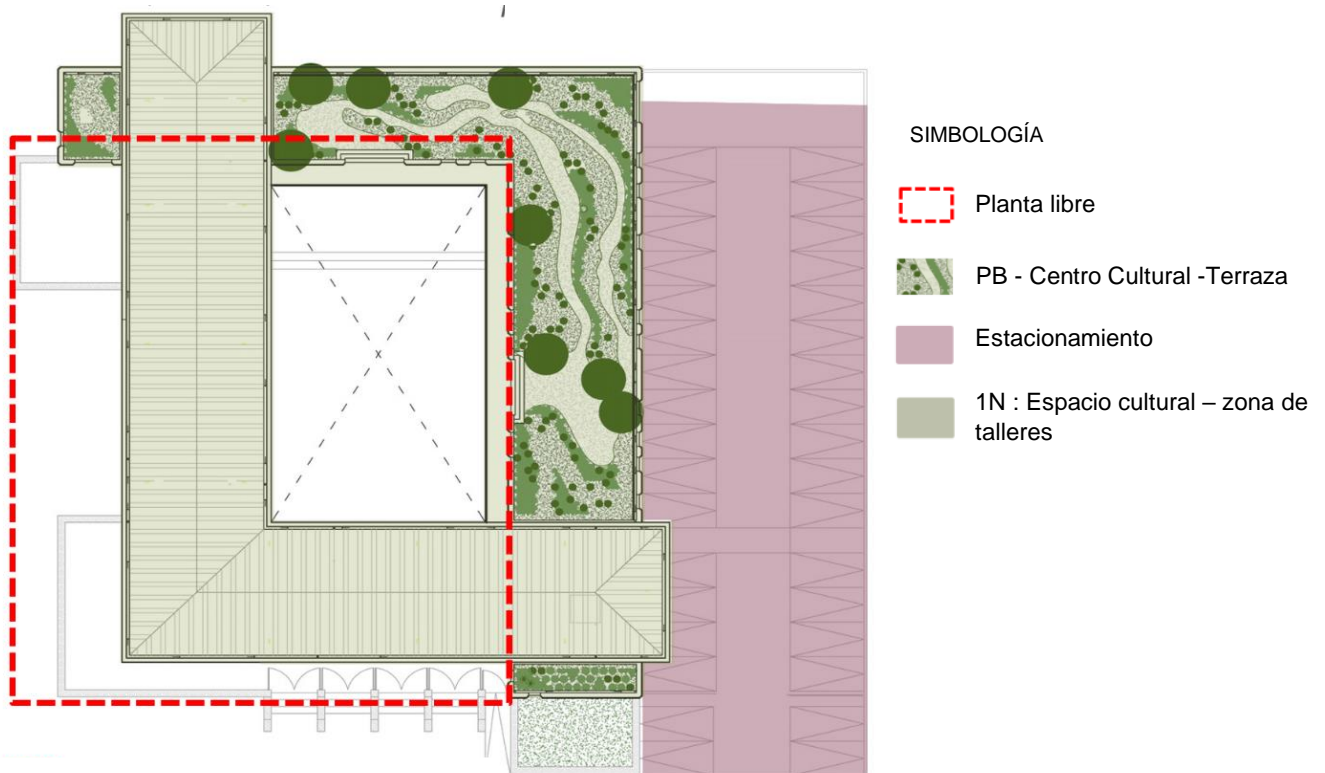 SIMBOLOGÍA
Planta libre
PB - Centro Cultural -Terraza
Estacionamiento
1N : Espacio cultural – zona de
talleres